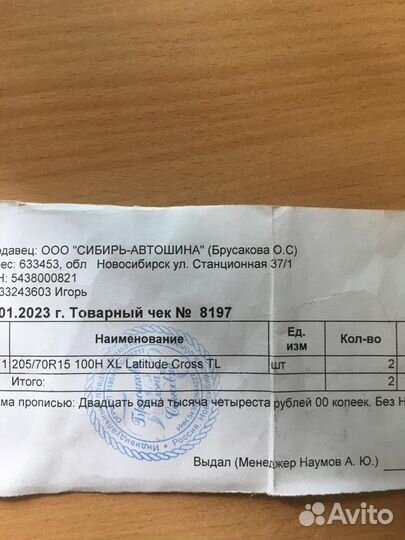 одавец: ООО "СИБИРЬ-АВТОШИНА" (Брусакова О.С)
рес: 633453, обл Новосибирск ул. Станционная 37/1
Н: 5438000821
33243603 Игорь
01.2023 г. Товарный чек № 8197
Наименование Ед. изм Кол-во
1 205/70R15 100H XL Latitude Cross TL шт 2
Итого: 2
ма прописью: Двадцать одна тысяча четыреста рублей 00 копеек. Без Н
Выдал (Менеджер Наумов А. Ю.)
Avito